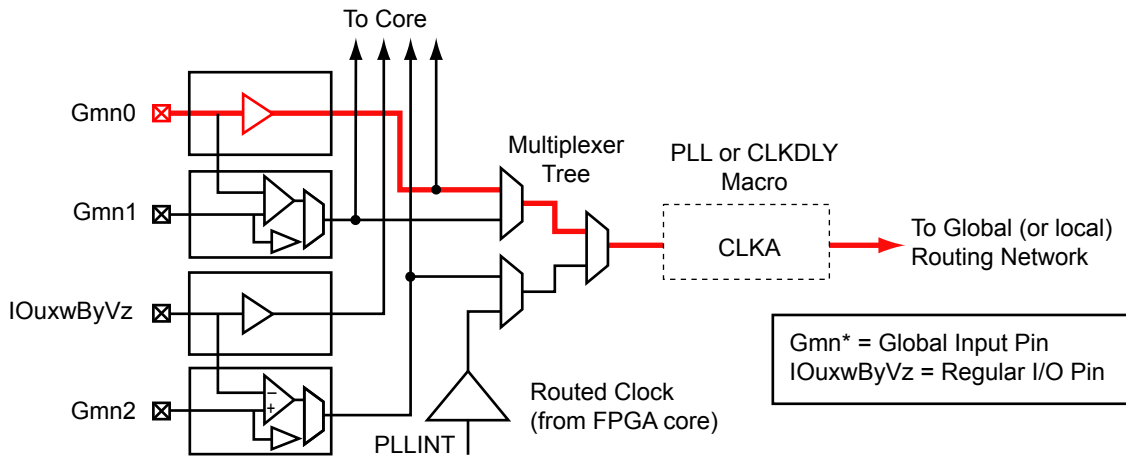 To Core
Gmn0
Multiplexer
Tree
PLL or CLKDLY
Macro
Gmn1
CLKA
To Global (or local)
Routing Network
IOuxwByVz
Gmn* = Global Input Pin
IOuxwByVz = Regular I/O Pin
−
+
Gmn2
Routed Clock
(from FPGA core)
PLLINT